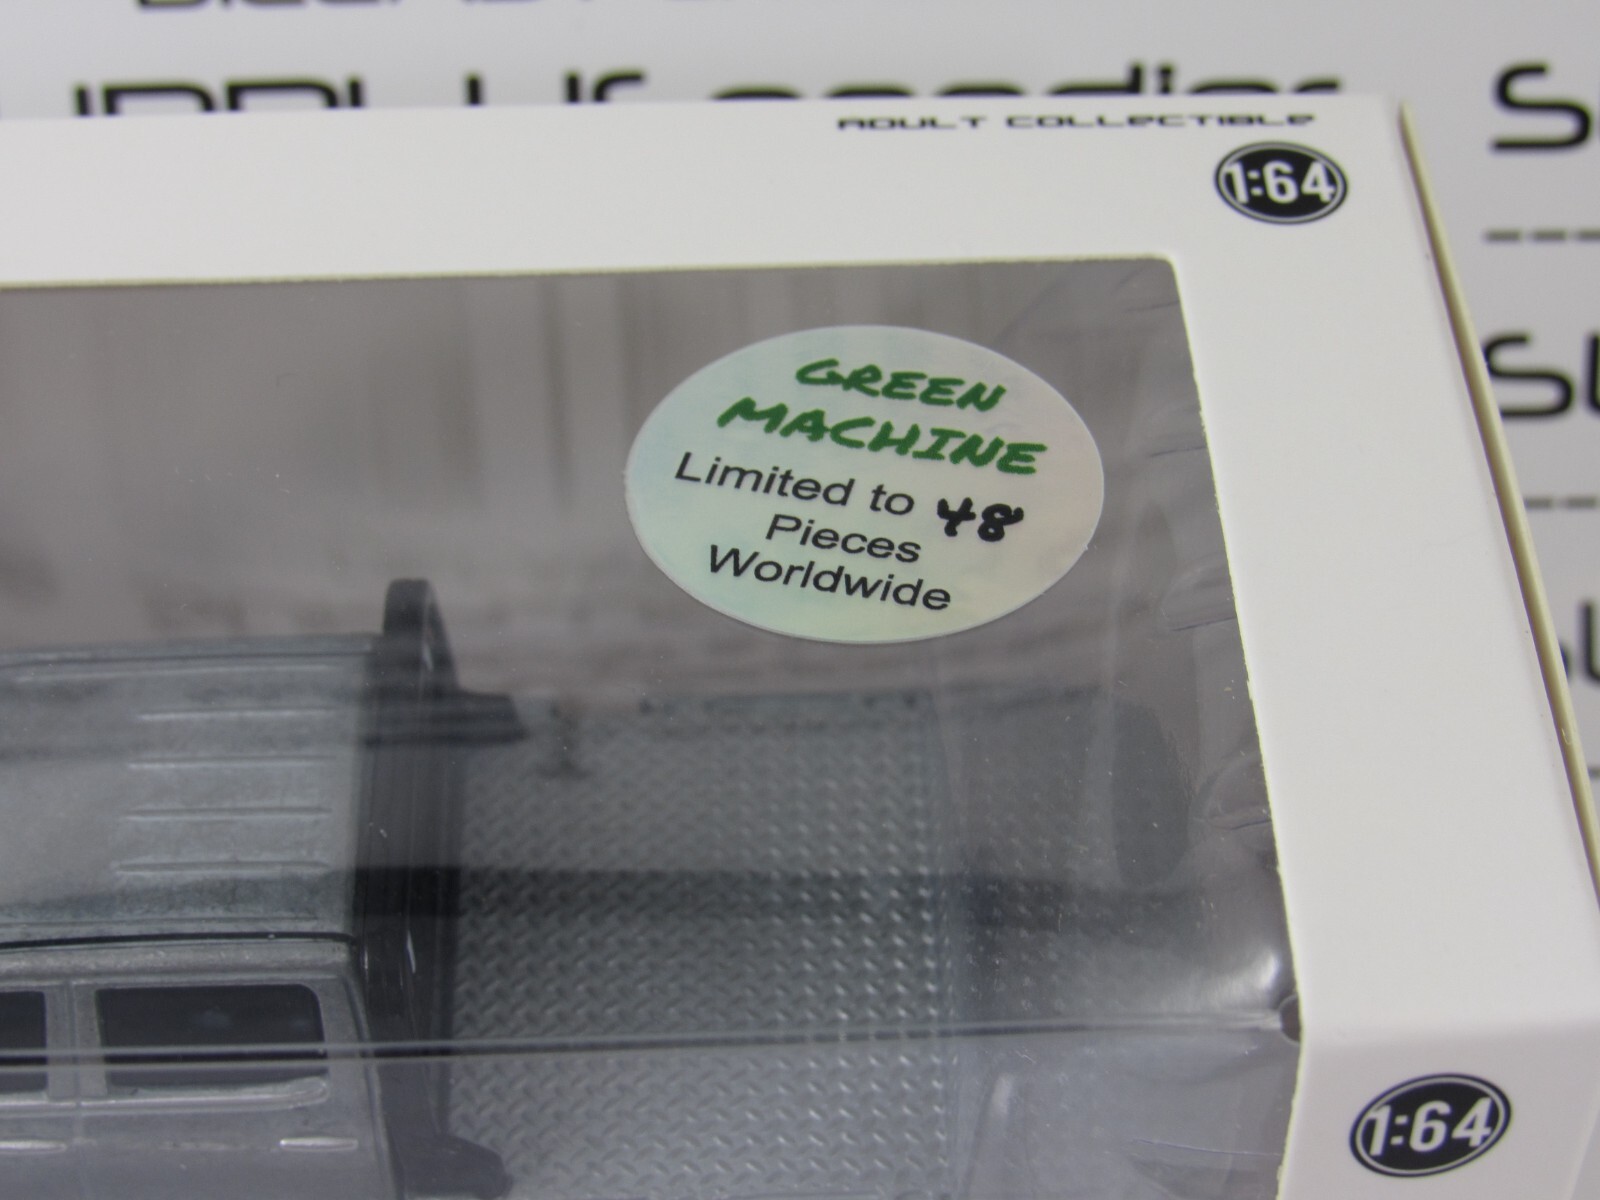 ADULT COLLECTIBLE
1:64
GREEN
MACHINE
Limited to 48
Pieces
Worldwide
1:64